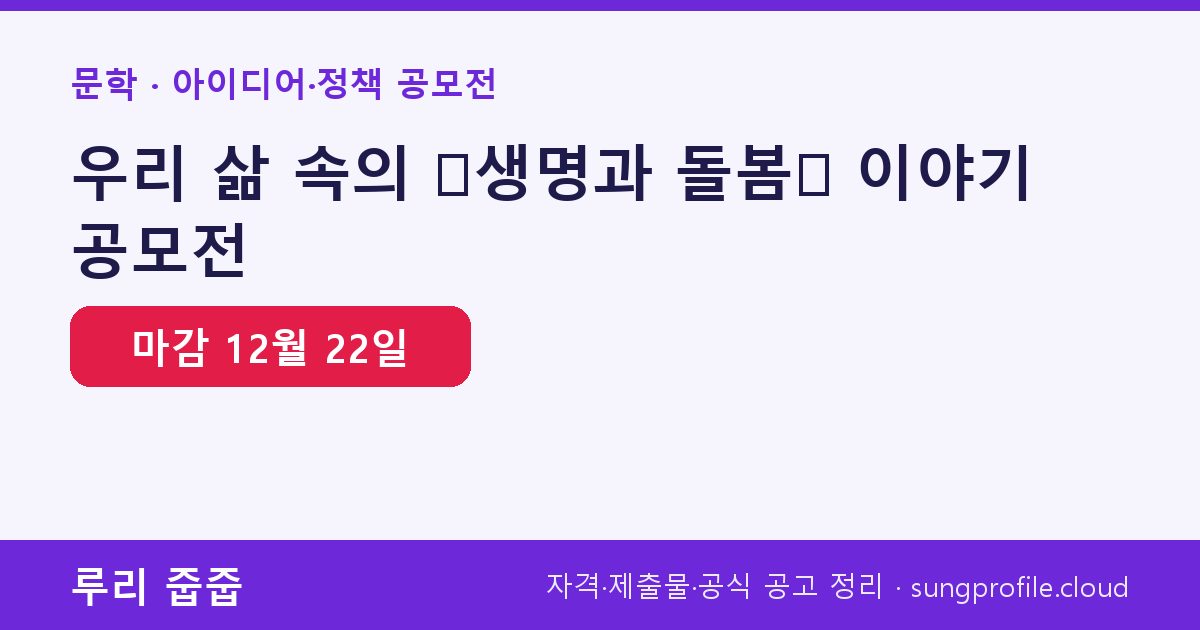 문학 · 아이디어·정책 공모전
우리 삶 속의 □생명과 돌봄□ 이야기
공모전
마감 12월 22일
루리 줍줍
자격·제출물·공식 공고 정리 · sungprofile.cloud